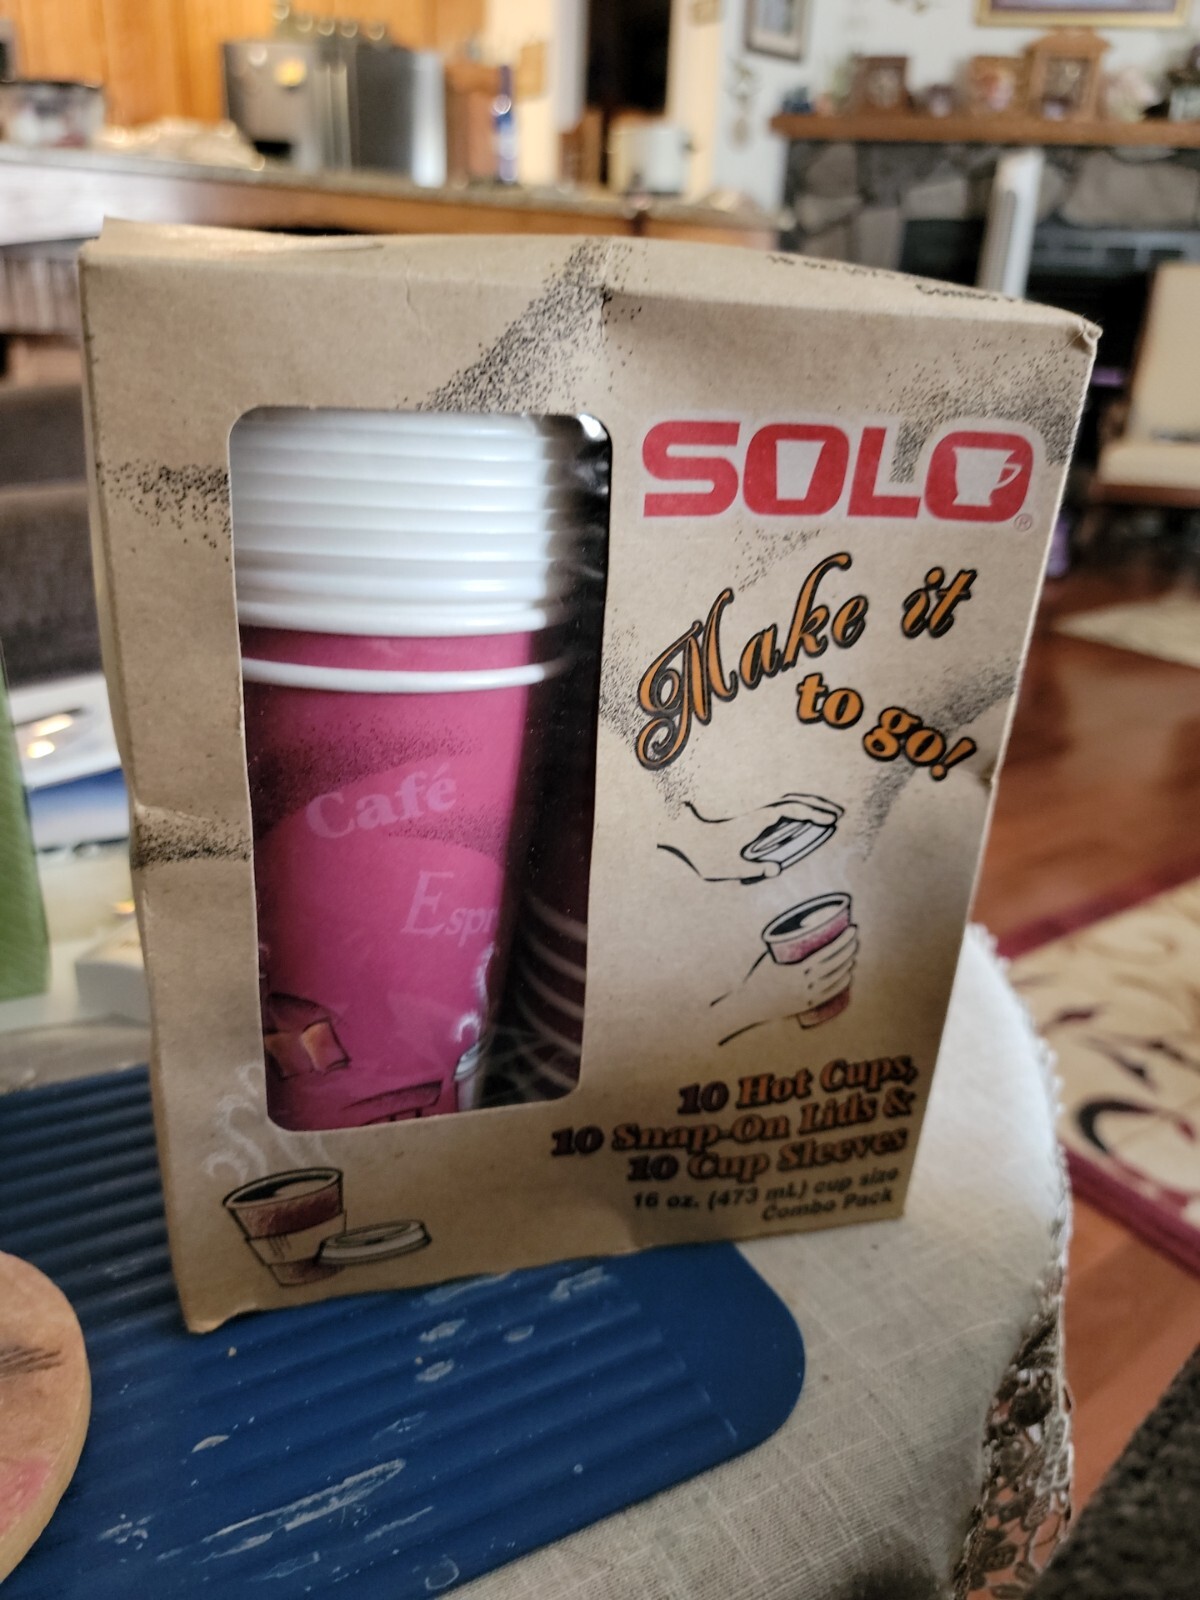 SOLO
®
Make it
to go!
Café
10 Hot Cups,
10 Snap-On Lids &
10 Cup Sleeves
16 oz. (473 mL) cup size
Combo Pack